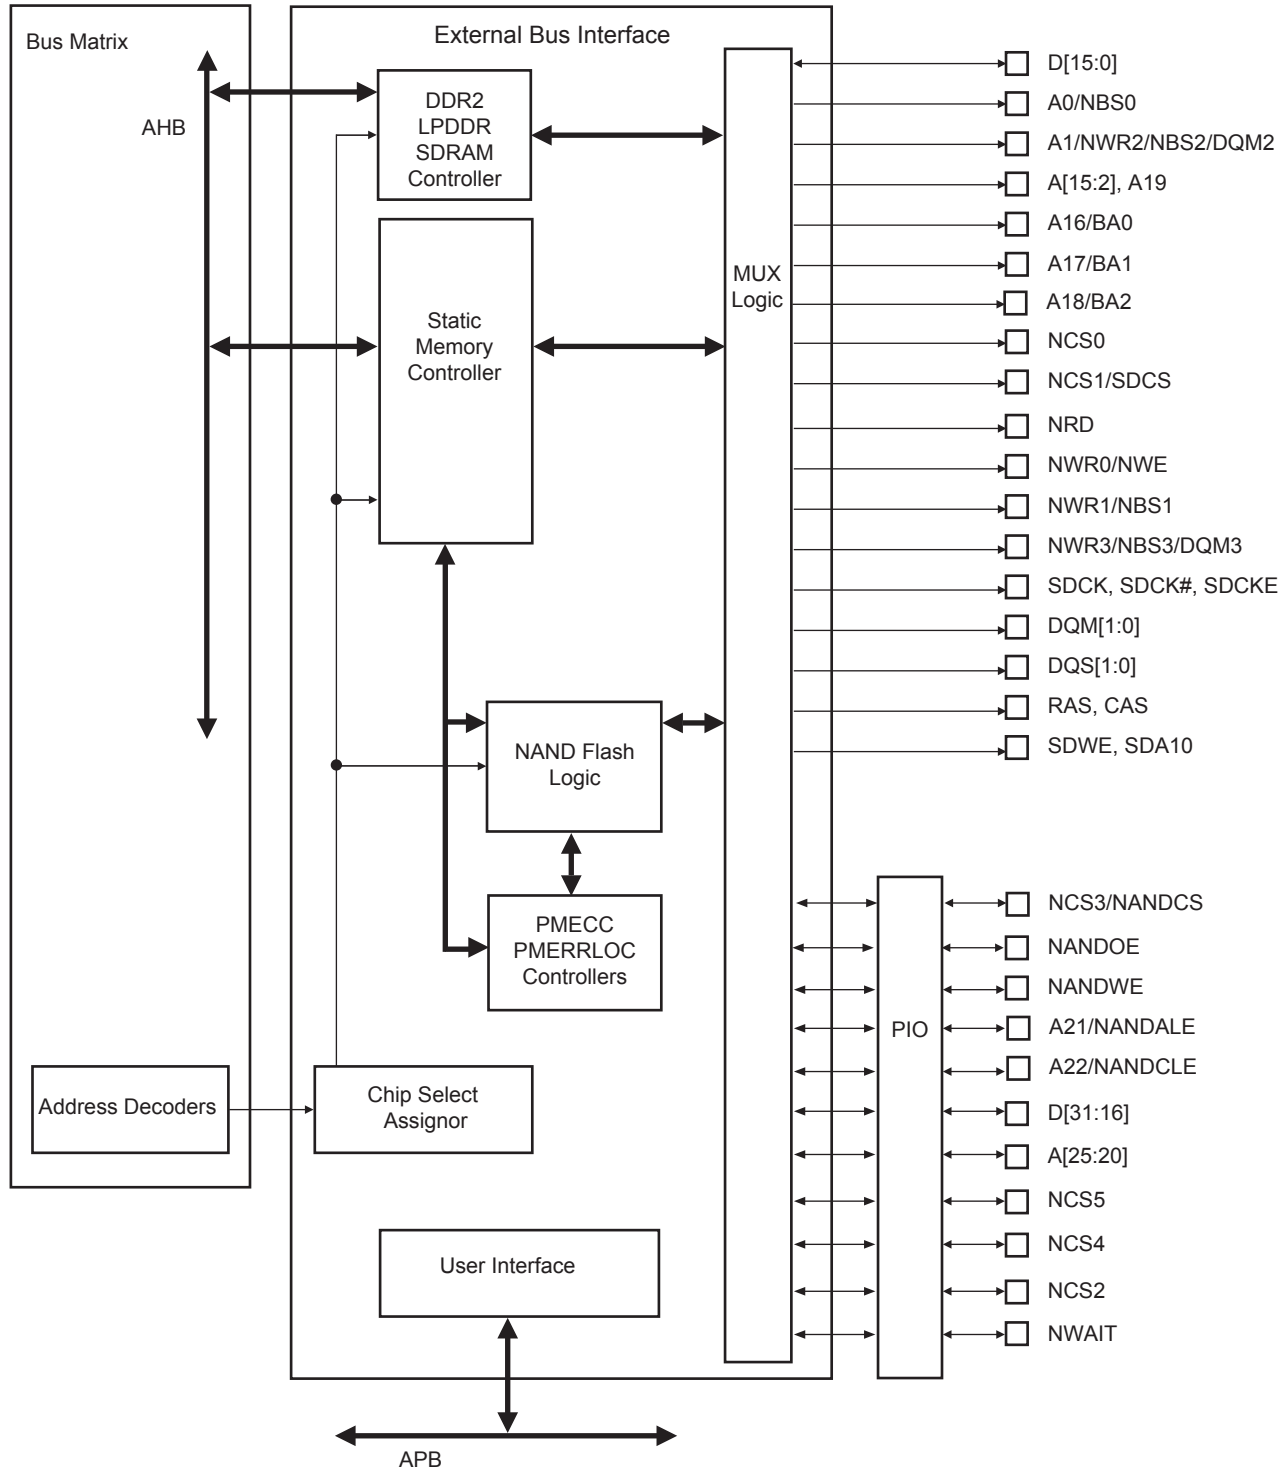 Bus Matrix
AHB
Address Decoders
External Bus Interface
DDR2
LPDDR
SDRAM
Controller
Static
Memory
Controller
NAND Flash
Logic
PMECC
PMERRLOC
Controllers
Chip Select
Assignor
User Interface
APB
MUX
Logic
PIO
D[15:0]
A0/NBS0
A1/NWR2/NBS2/DQM2
A[15:2], A19
A16/BA0
A17/BA1
A18/BA2
NCS0
NCS1/SDCS
NRD
NWR0/NWE
NWR1/NBS1
NWR3/NBS3/DQM3
SDCK, SDCK#, SDCKE
DQM[1:0]
DQS[1:0]
RAS, CAS
SDWE, SDA10
NCS3/NANDCS
NANDOE
NANDWE
A21/NANDALE
A22/NANDCLE
D[31:16]
A[25:20]
NCS5
NCS4
NCS2
NWAIT